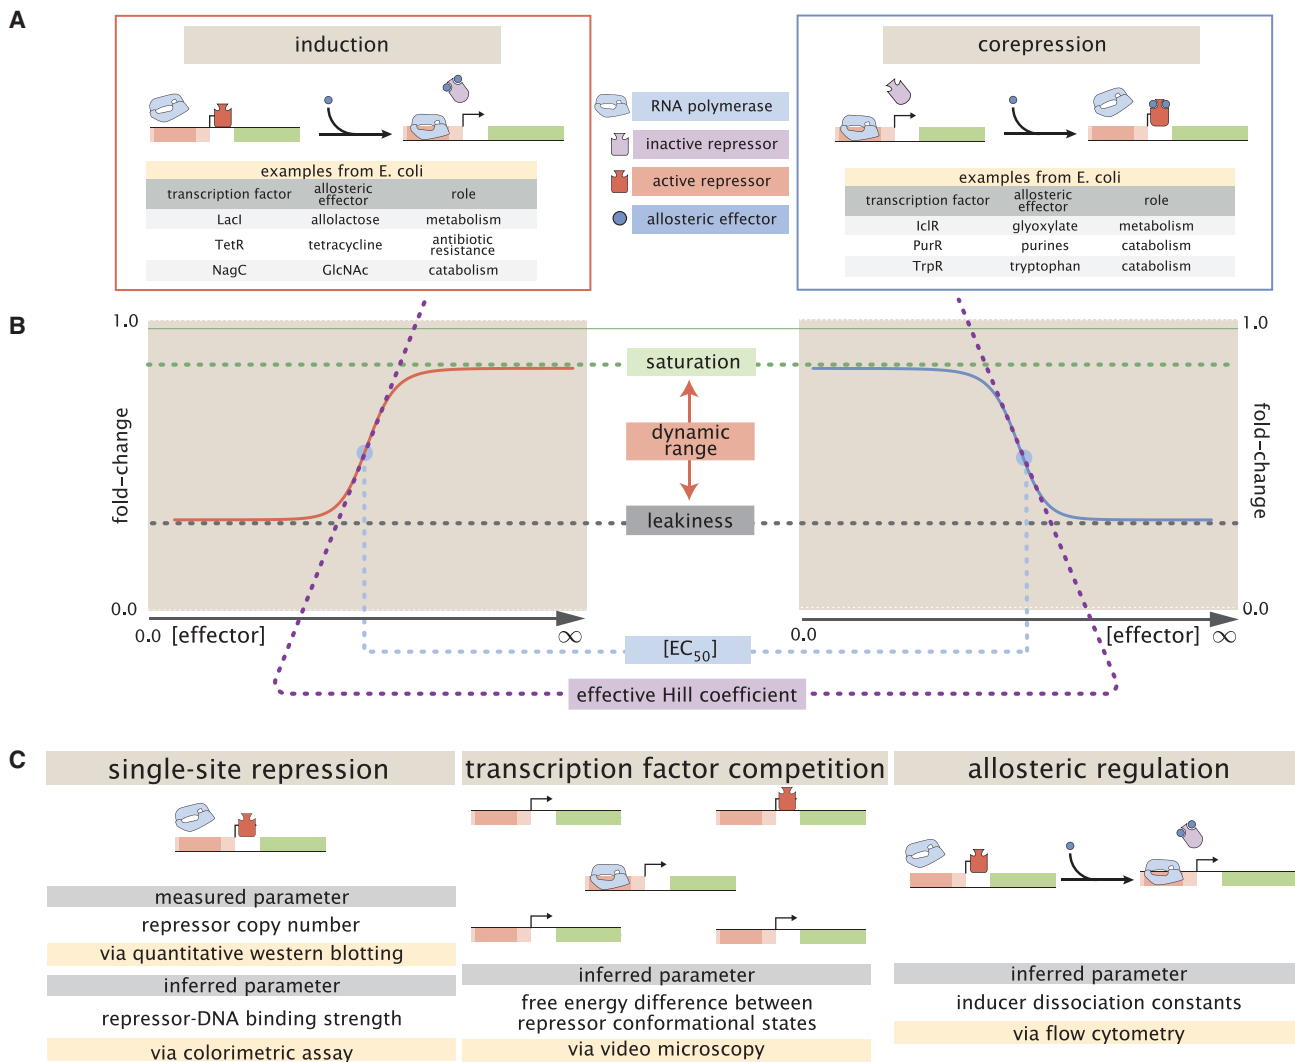 A
induction
RNA polymerase
inactive repressor
active repressor
allosteric effector
corepression
examples from E. coli
transcription factor allosteric effector role
LacI allolactose metabolism
TetR tetracycline antibiotic resistance
NagC GlcNAc catabolism
examples from E. coli
transcription factor allosteric effector role
IclR glyoxylate metabolism
PurR purines catabolism
TrpR tryptophan catabolism
B
1.0
fold–change
0.0
0.0 [effector] ∞
saturation
dynamic
range
leakiness
[EC50]
effective Hill coefficient
1.0
fold–change
0.0
0.0 [effector] ∞
C
single-site repression
measured parameter
repressor copy number
via quantitative western blotting
inferred parameter
repressor-DNA binding strength
via colorimetric assay
transcription factor competition
inferred parameter
free energy difference between
repressor conformational states
via video microscopy
allosteric regulation
inferred parameter
inducer dissociation constants
via flow cytometry